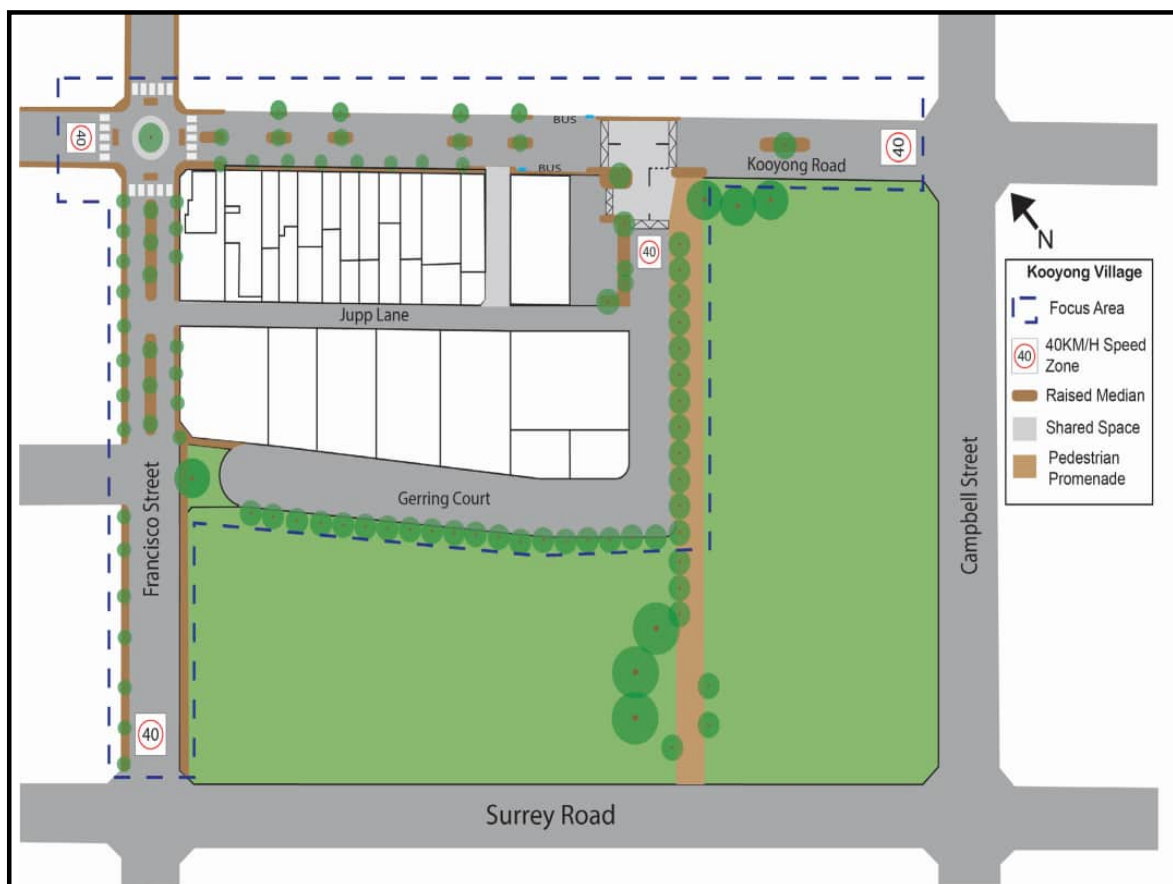 BUS
40
BUS
Kooyong Road
40
N
40
Kooyong Village
Focus Area
40
40KM/H Speed
Zone
Raised Median
Shared Space
Pedestrian
Promenade
Jupp Lane
Gerring Court
Francisco Street
Campbell Street
40
Surrey Road